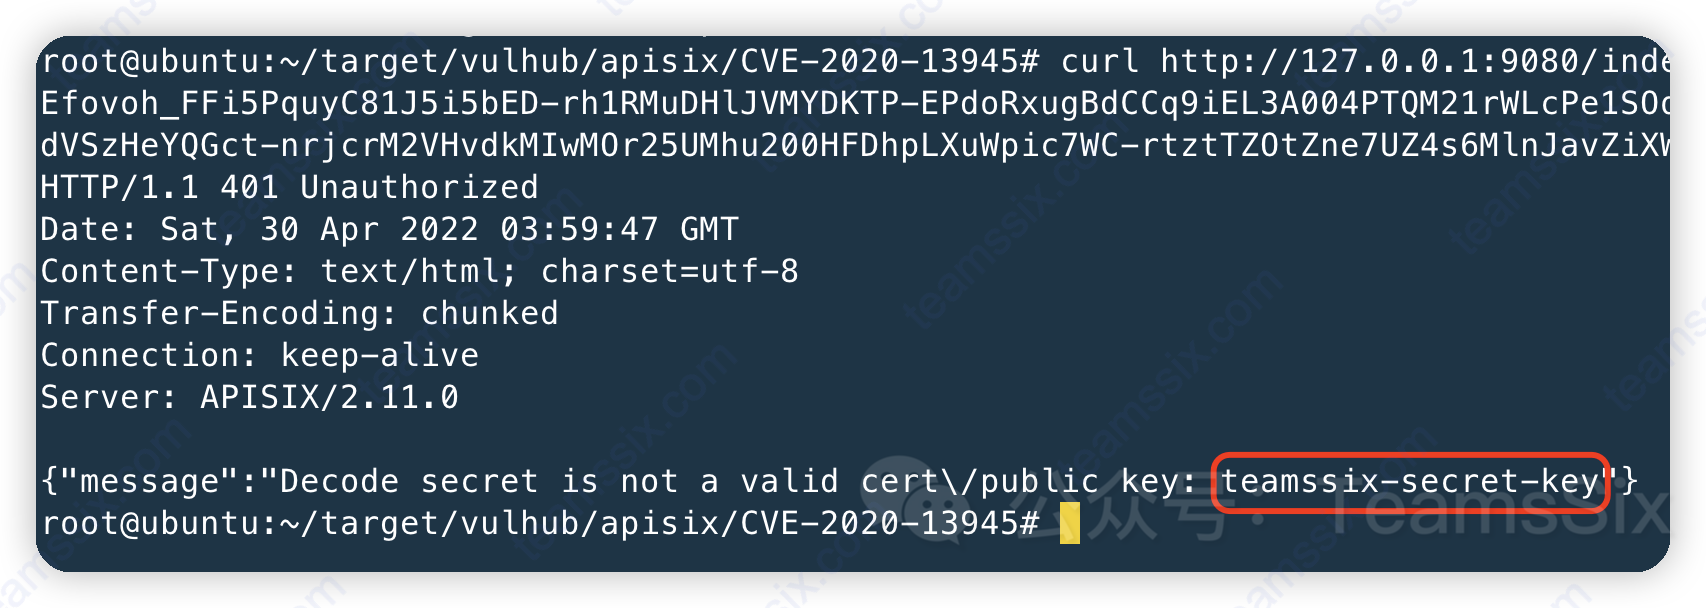 root@ubuntu:~/target/vulhub/apisix/CVE-2020-13945# curl http://127.0.0.1:9080/inde
Efovoh_FFi5PquyC81J5i5bED-rh1RMuDHlJVMYDKTP-EPdoRxugBdCCq9iEL3A004PTQM21rWLcPe1SOd
dVSzHeYQGct-nrjcrM2VHvdkMIwMOr25UMhu200HFDhpLXuWpic7WC-rtztTZOtZne7UZ4s6MlnJavZiXW
HTTP/1.1 401 Unauthorized
Date: Sat, 30 Apr 2022 03:59:47 GMT
Content-Type: text/html; charset=utf-8
Transfer-Encoding: chunked
Connection: keep-alive
Server: APISIX/2.11.0
{"message":"Decode secret is not a valid cert\/public key: teamssix-secret-key"}
root@ubuntu:~/target/vulhub/apisix/CVE-2020-13945#
公众号: TeamsSix
teamssix.com